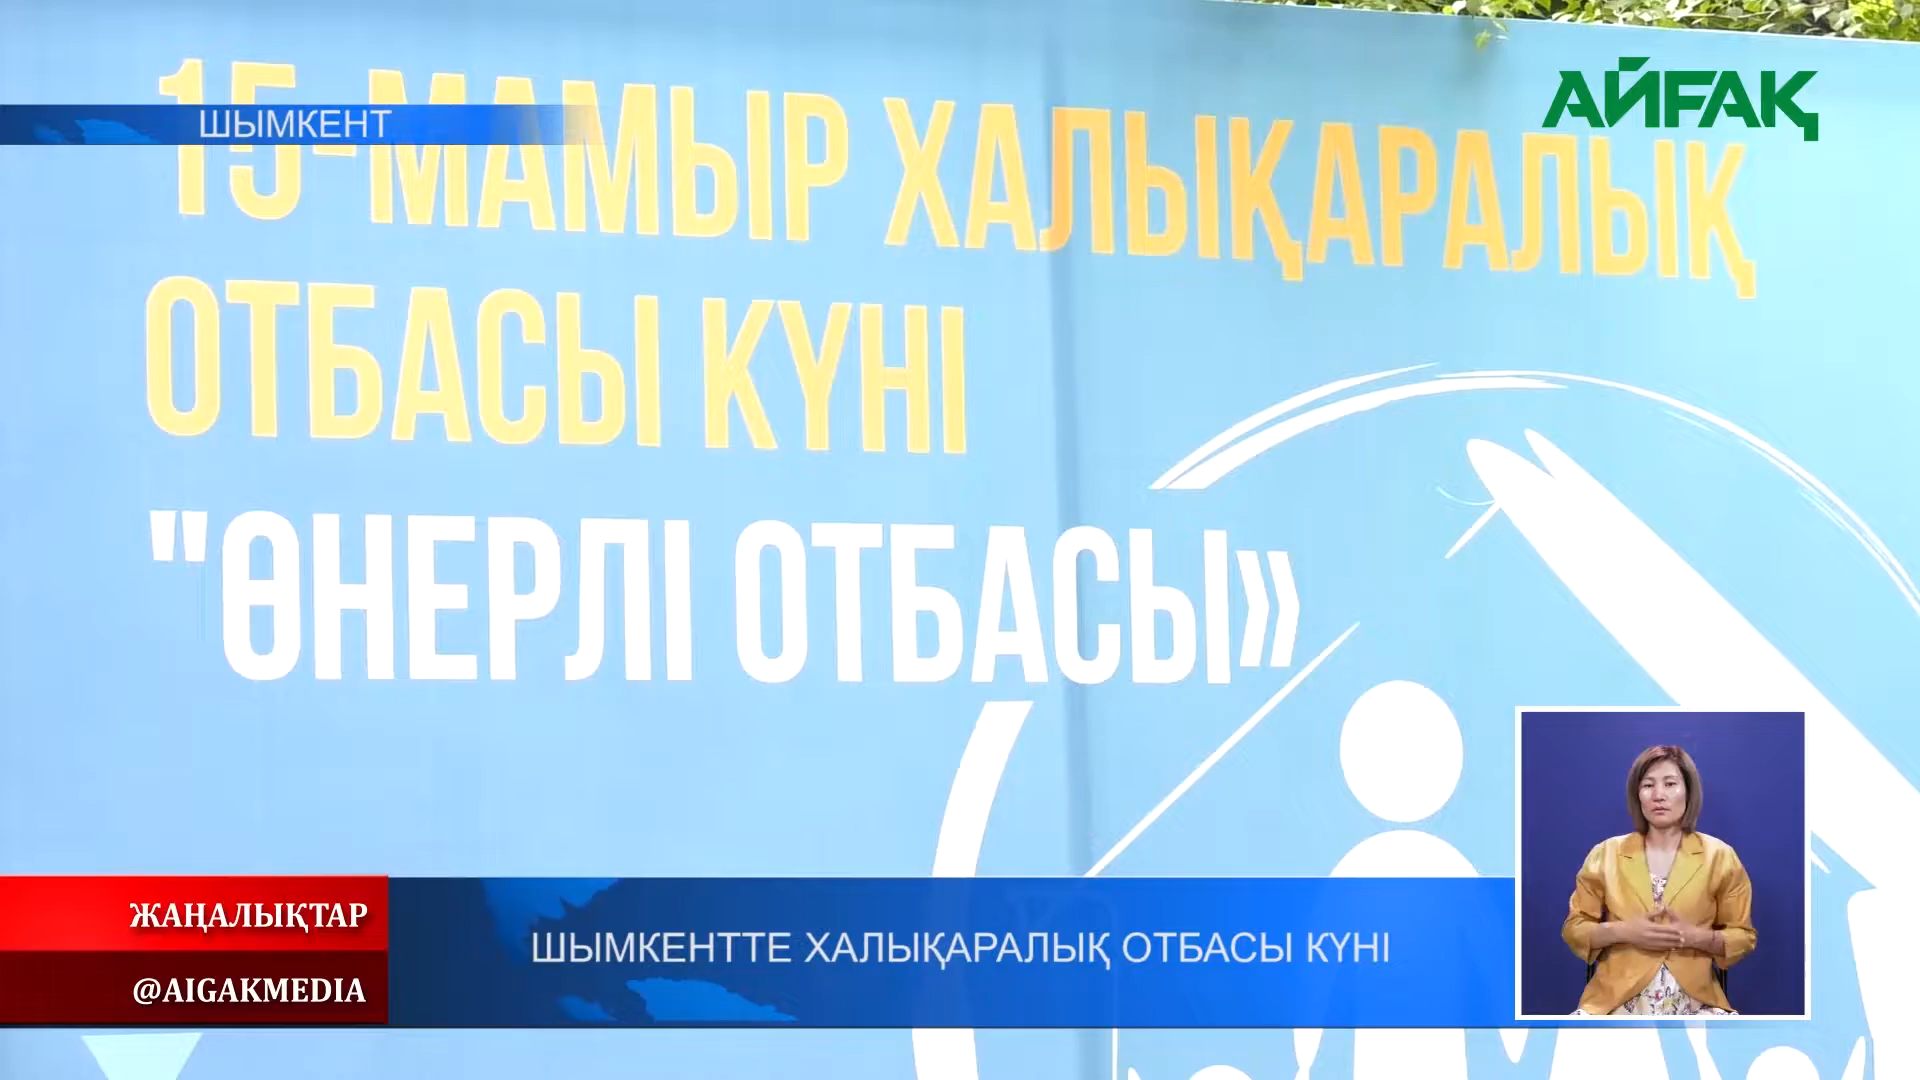 АЙҒАҚ
ШЫМКЕНТ
15-МАМЫР ХАЛЫҚАРАЛЫҚ
ОТБАСЫ КҮНІ
"ӨНЕРЛІ ОТБАСЫ»
ЖАҢАЛЫҚТАР
@AIGAKMEDIA
ШЫМКЕНТТЕ ХАЛЫҚАРАЛЫҚ ОТБАСЫ КҮНІ